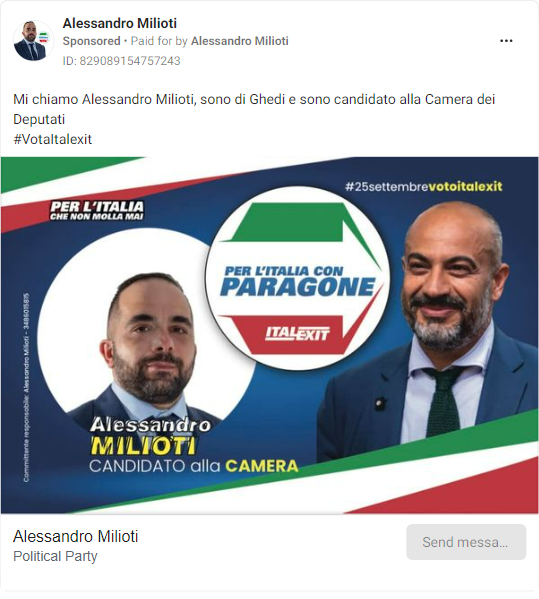 Alessandro Milioti
Sponsored • Paid for by Alessandro Milioti
ID: 829089154757243
Mi chiamo Alessandro Milioti, sono di Ghedi e sono candidato alla Camera dei
Deputati
#VotaItalexit
#25settembrevotoitalexit
PER L'ITALIA
CHE NON MOLLA MAI
PER L'ITALIA CON
PARAGONE
ITALEXIT
Committente responsabile: Alessandro Milioti - 3486015815
Alessandro
MILIOTI
CANDIDATO alla CAMERA
Alessandro Milioti
Political Party
Send messa...